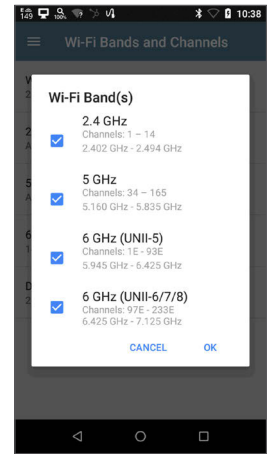 10:38
Wi-Fi Bands and Channels
Wi-Fi Band(s)
2.4 GHz
Channels: 1 – 14
2.402 GHz - 2.494 GHz
5 GHz
Channels: 34 – 165
5.160 GHz - 5.835 GHz
6 GHz (UNII-5)
Channels: 1E - 93E
5.945 GHz - 6.425 GHz
6 GHz (UNII-6/7/8)
Channels: 97E - 233E
6.425 GHz - 7.125 GHz
CANCEL OK